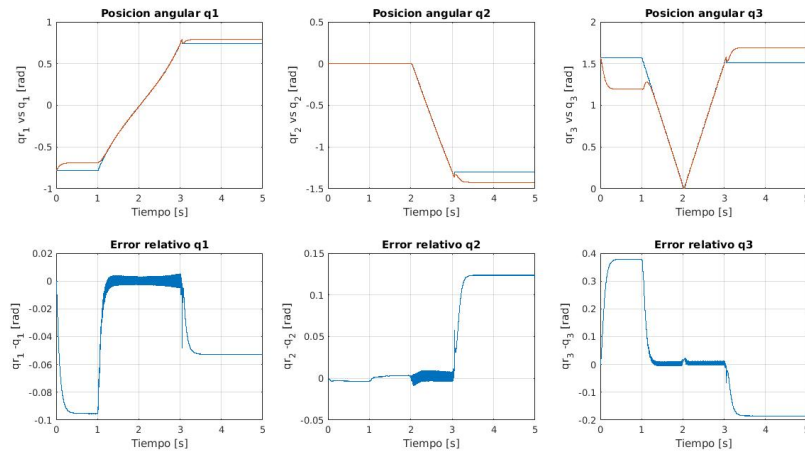 Posicion angular q1
qr1 vs q1 [rad]
1
0.5
0
-0.5
-1
0 1 2 3 4 5
Tiempo [s]
Posicion angular q2
qr2 vs q2 [rad]
0.5
0
-0.5
-1
-1.5
0 1 2 3 4 5
Tiempo [s]
Posicion angular q3
qr3 vs q3 [rad]
2
1.5
1
0.5
0
0 1 2 3 4 5
Tiempo [s]
Error relativo q1
qr1 -q1 [rad]
0.02
0
-0.02
-0.04
-0.06
-0.08
-0.1
0 1 2 3 4 5
Tiempo [s]
Error relativo q2
qr2 -q2 [rad]
0.15
0.1
0.05
0
-0.05
0 1 2 3 4 5
Tiempo [s]
Error relativo q3
qr3 -q3 [rad]
0.4
0.3
0.2
0.1
0
-0.1
-0.2
0 1 2 3 4 5
Tiempo [s]